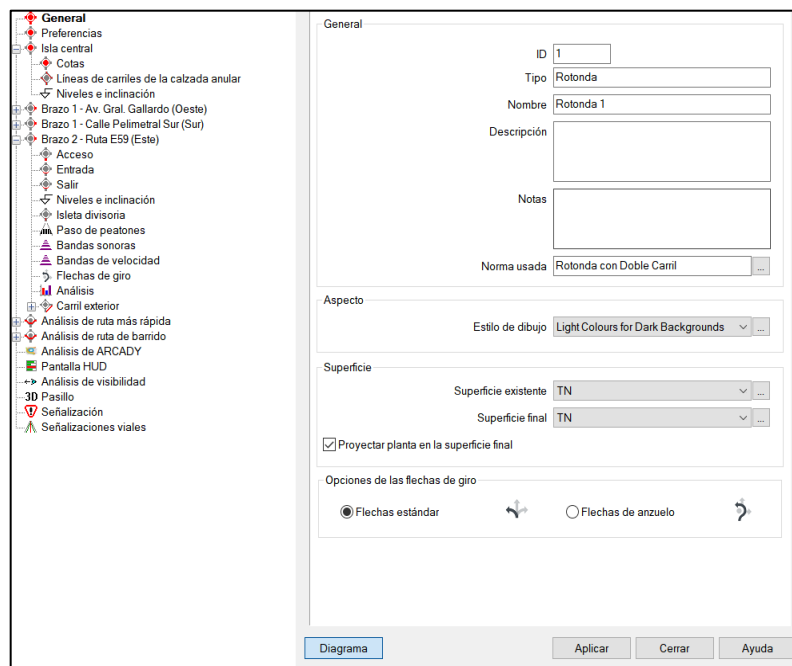 General
Preferencias
Isla central
Cotas
Líneas de carriles de la calzada anular
Niveles e inclinación
Brazo 1 - Av. Gral. Gallardo (Oeste)
Brazo 1 - Calle Pelimetral Sur (Sur)
Brazo 2 - Ruta E59 (Este)
Acceso
Entrada
Salir
Niveles e inclinación
Isleta divisoria
Paso de peatones
Bandas sonoras
Bandas de velocidad
Flechas de giro
Análisis
Carril exterior
Análisis de ruta más rápida
Análisis de ruta de barrido
Análisis de ARCADY
Pantalla HUD
Análisis de visibilidad
3D Pasillo
Señalización
Señalizaciones viales
General
ID 1
Tipo Rotonda
Nombre Rotonda 1
Descripción
Notas
Norma usada Rotonda con Doble Carril ...
Aspecto
Estilo de dibujo Light Colours for Dark Backgrounds ...
Superficie
Superficie existente TN ...
Superficie final TN ...
Proyectar planta en la superficie final
Opciones de las flechas de giro
Flechas estándar Flechas de anzuelo
Diagrama Aplicar Cerrar Ayuda